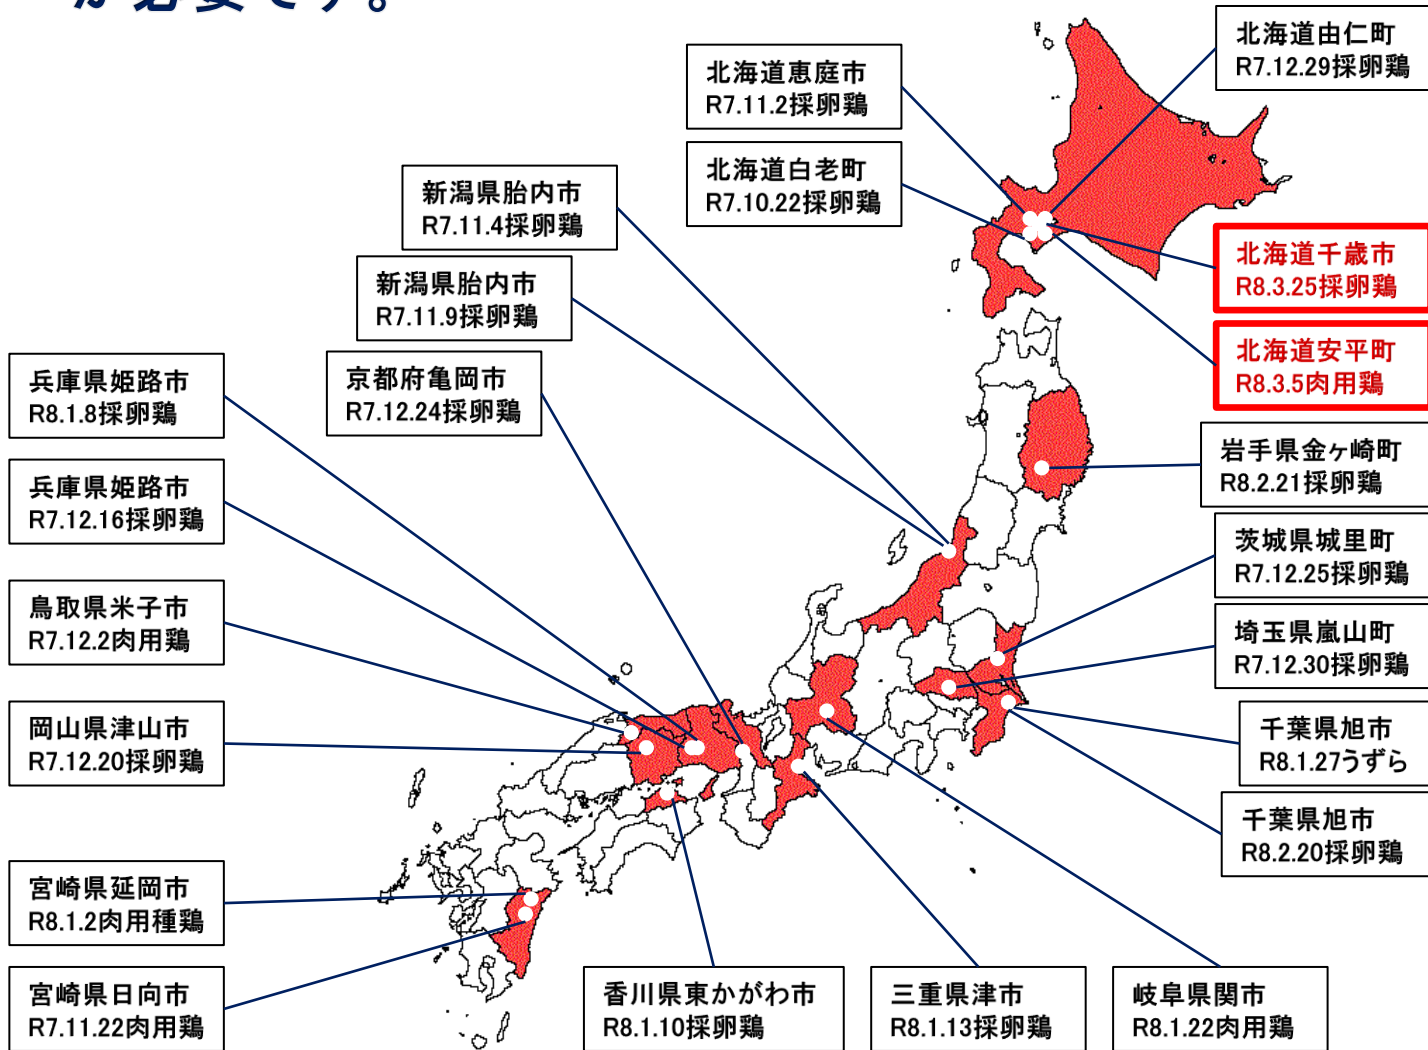 が必要です。
北海道由仁町
R7.12.29採卵鶏
北海道恵庭市
R7.11.2採卵鶏
北海道白老町
R7.10.22採卵鶏
新潟県胎内市
R7.11.4採卵鶏
北海道千歳市
R8.3.25採卵鶏
新潟県胎内市
R7.11.9採卵鶏
北海道安平町
R8.3.5肉用鶏
兵庫県姫路市
R8.1.8採卵鶏
京都府亀岡市
R7.12.24採卵鶏
岩手県金ヶ崎町
R8.2.21採卵鶏
兵庫県姫路市
R7.12.16採卵鶏
茨城県城里町
R7.12.25採卵鶏
鳥取県米子市
R7.12.2肉用鶏
埼玉県嵐山町
R7.12.30採卵鶏
岡山県津山市
R7.12.20採卵鶏
千葉県旭市
R8.1.27うずら
千葉県旭市
R8.2.20採卵鶏
宮崎県延岡市
R8.1.2肉用種鶏
宮崎県日向市
R7.11.22肉用鶏
香川県東かがわ市
R8.1.10採卵鶏
三重県津市
R8.1.13採卵鶏
岐阜県関市
R8.1.22肉用鶏